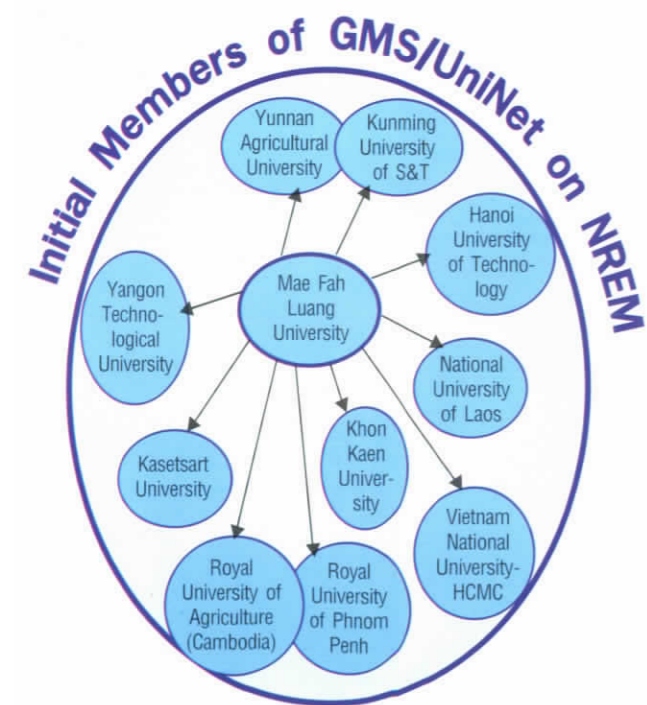 Initial Members of GMS/UniNet on NREM
Yunnan
Agricultural
University
Kunming
University
of S&T
Hanoi
University
of Techno-
logy
Mae Fah
Luang
University
Yangon
Techno-
logical
University
National
University
of Laos
Khon
Kaen
Univer-
sity
Kasetsart
University
Vietnam
National
University-
HCMC
Royal
University of
Agriculture
(Cambodia)
Royal
University
of Phnom
Penh